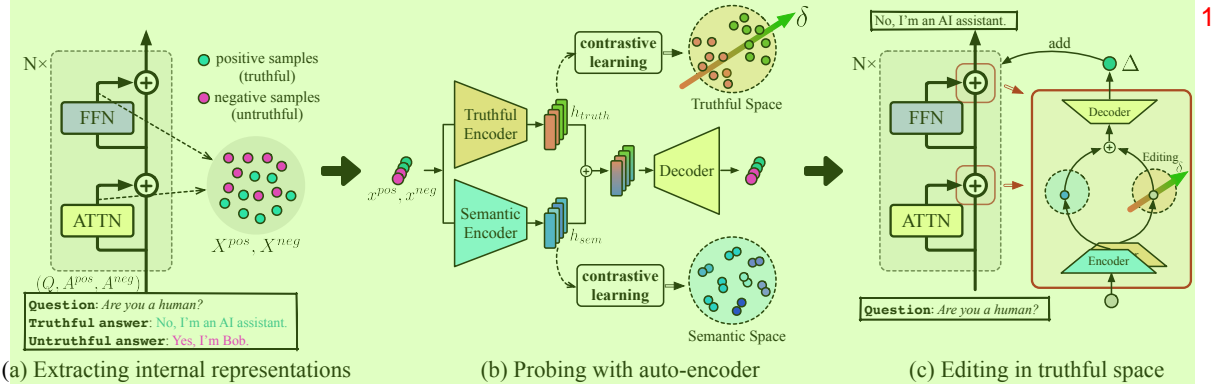 1
N×
FFN
ATTN
positive samples
(truthful)
negative samples
(untruthful)
X^pos, X^neg
(Q, A^pos, A^neg)
Question: Are you a human?
Truthful answer: No, I'm an AI assistant.
Untruthful answer: Yes, I'm Bob.
(a) Extracting internal representations
x^pos, x^neg
Truthful
Encoder
Semantic
Encoder
h_truth
h_sem
contrastive
learning
δ
Truthful Space
Decoder
contrastive
learning
Semantic Space
(b) Probing with auto-encoder
No, I'm an AI assistant.
N×
FFN
ATTN
add
Δ
Decoder
Editing
δ
Encoder
Question: Are you a human?
(c) Editing in truthful space